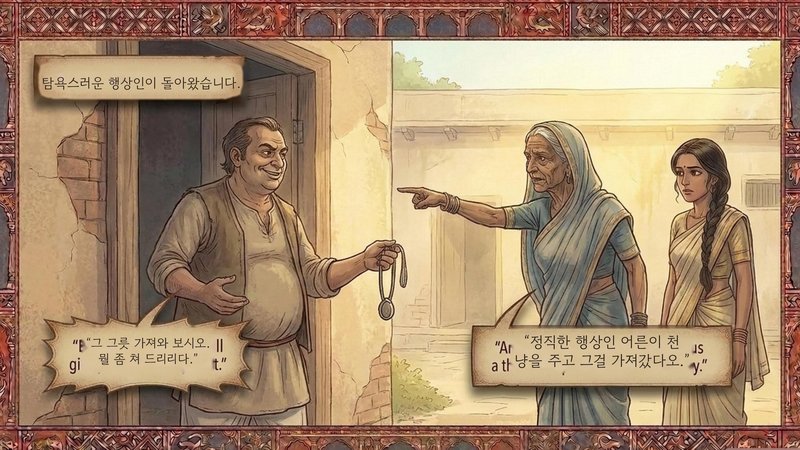 탐욕스러운 행상인이 돌아왔습니다.
“그 그릇 가져와 보시오.
뭘 좀 쳐 드리리다.”
“정직한 행상인 어른이 천
냥을 주고 그걸 가져갔다오.”